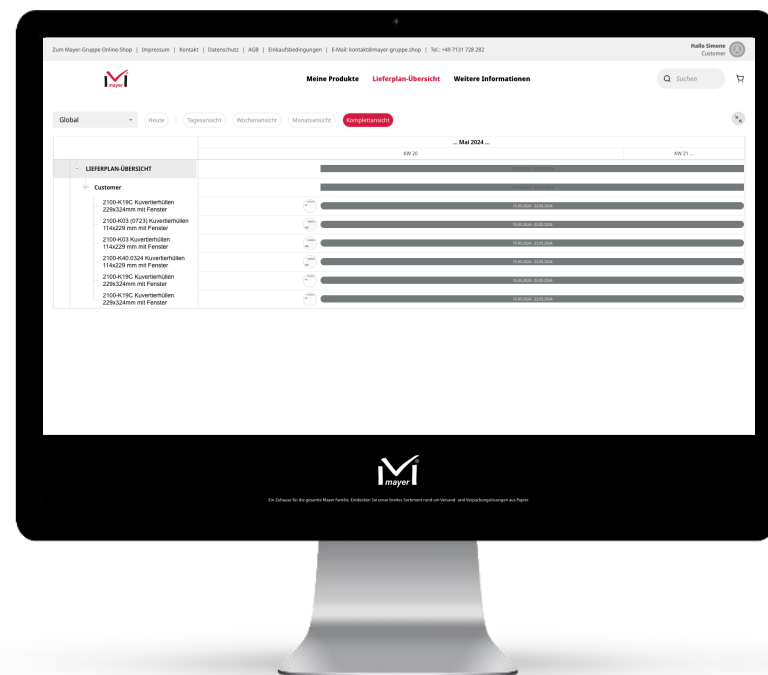 Zum Mayer-Gruppe Online-Shop | Impressum | Kontakt | Datenschutz | AGB | Einkaufsbedingungen | E-Mail: kontakt@mayer-gruppe.shop | Tel.: +49 7131 728 282
Hallo Simone
Customer
mayer
Meine Produkte Lieferplan-Übersicht Weitere Informationen
Suchen
Global
Heute
Tagesansicht
Wochenansicht
Monatsansicht
Komplettansicht
... Mai 2024 ...
KW 20
KW 21 ...
LIEFERPLAN-ÜBERSICHT
Customer
2100-K19C Kuvertierhüllen
229x324mm mit Fenster
15.05.2024 - 22.05.2024
2100-K03 (0723) Kuvertierhüllen
114x229 mm mit Fenster
15.05.2024 - 22.05.2024
2100-K03 Kuvertierhüllen
114x229 mm mit Fenster
15.05.2024 - 22.05.2024
2100-K40.0324 Kuvertierhüllen
114x229 mm mit Fenster
15.05.2024 - 22.05.2024
2100-K19C Kuvertierhüllen
229x324mm mit Fenster
15.05.2024 - 22.05.2024
2100-K19C Kuvertierhüllen
229x324mm mit Fenster
15.05.2024 - 22.05.2024
mayer
Ein Zuhause für die gesamte Mayer Familie. Entdecken Sie unser breites Sortiment rund um Versand- und Verpackungslösungen aus Papier.